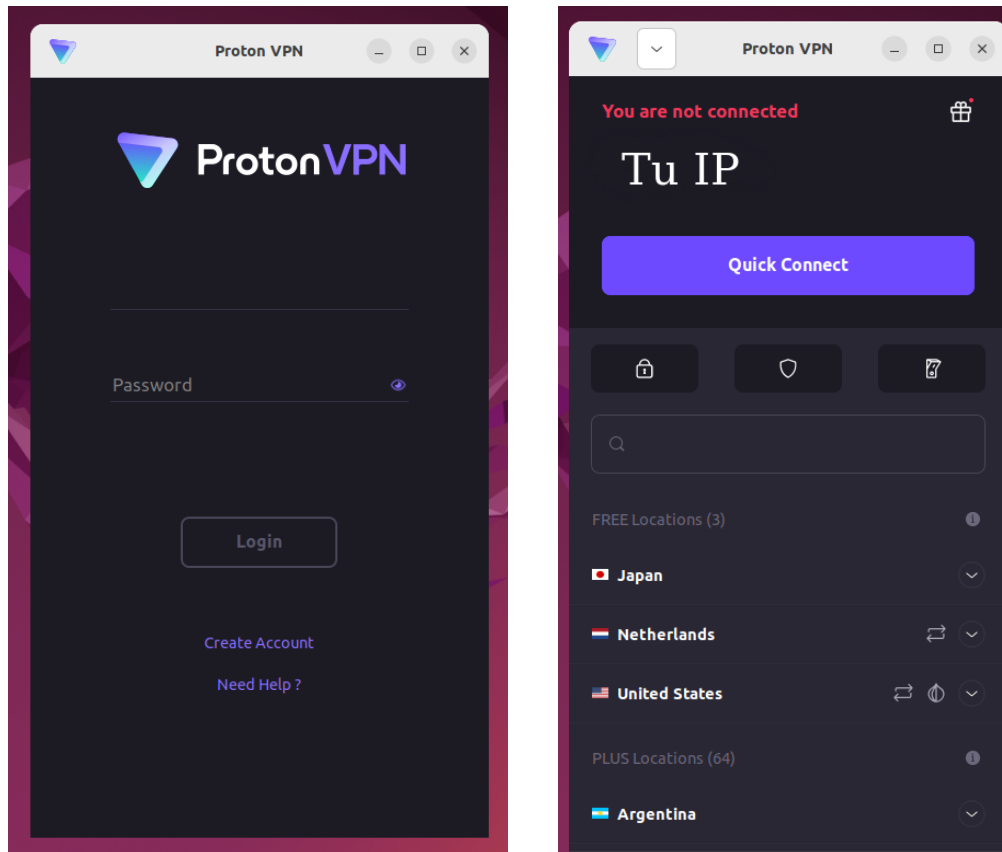 Proton VPN
ProtonVPN
Password
Login
Create Account
Need Help ?
Proton VPN
You are not connected
Tu IP
Quick Connect
FREE Locations (3)
Japan
Netherlands
United States
PLUS Locations (64)
Argentina